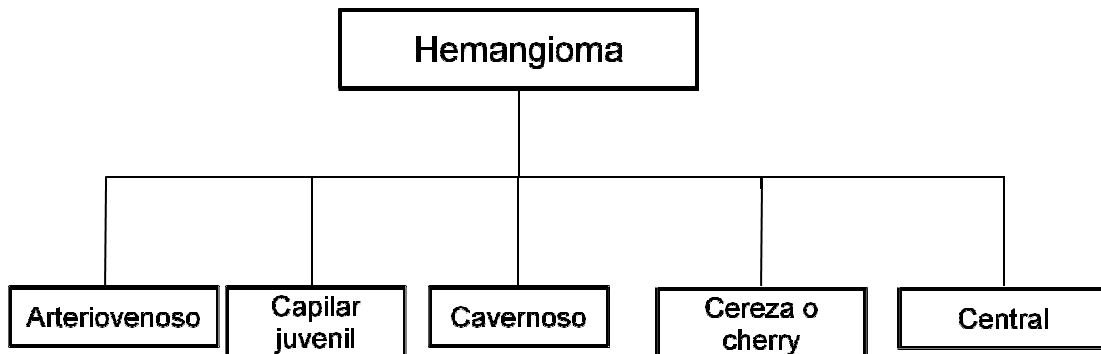 Hemangioma
Arteriovenoso
Capilar
juvenil
Cavernoso
Cereza o
cherry
Central